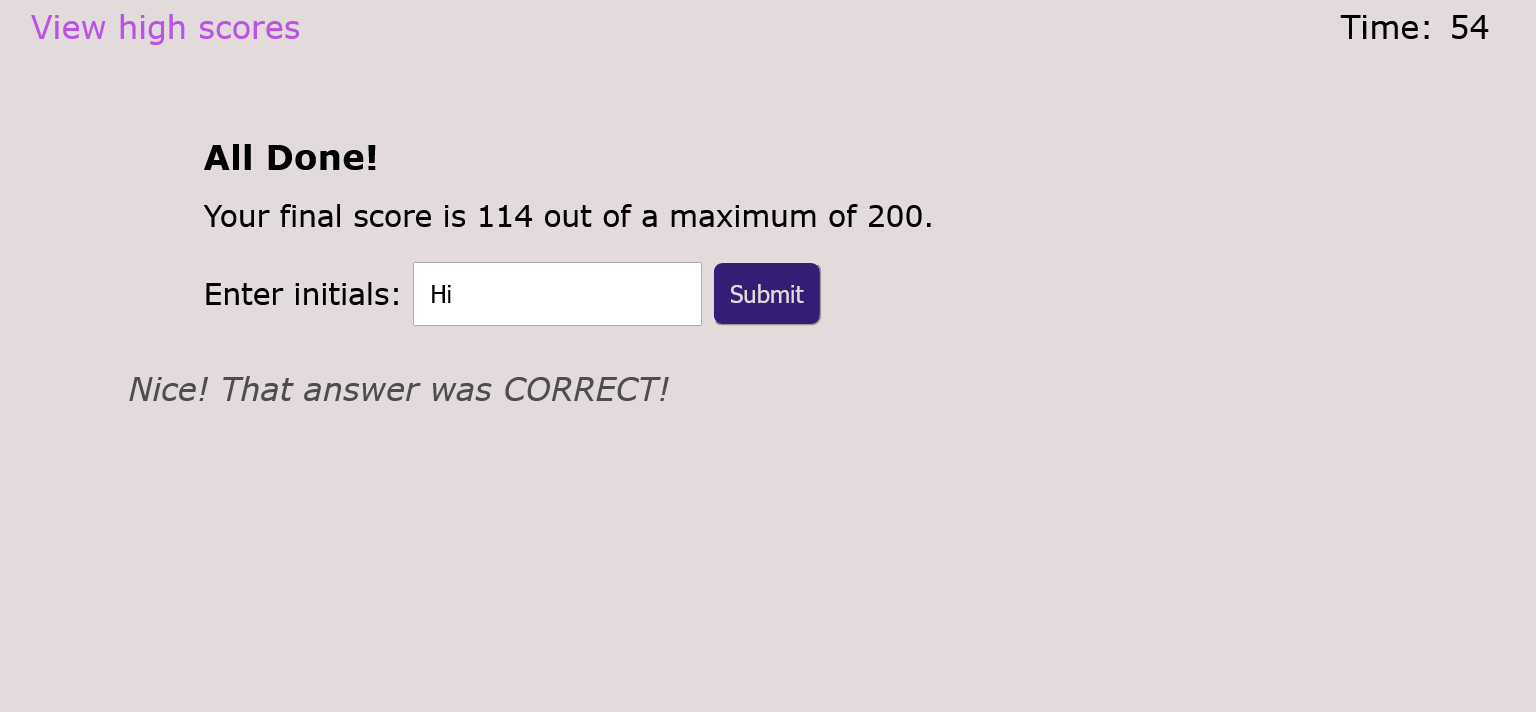 View high scores
Time: 54
All Done!
Your final score is 114 out of a maximum of 200.
Enter initials: Hi Submit
Nice! That answer was CORRECT!